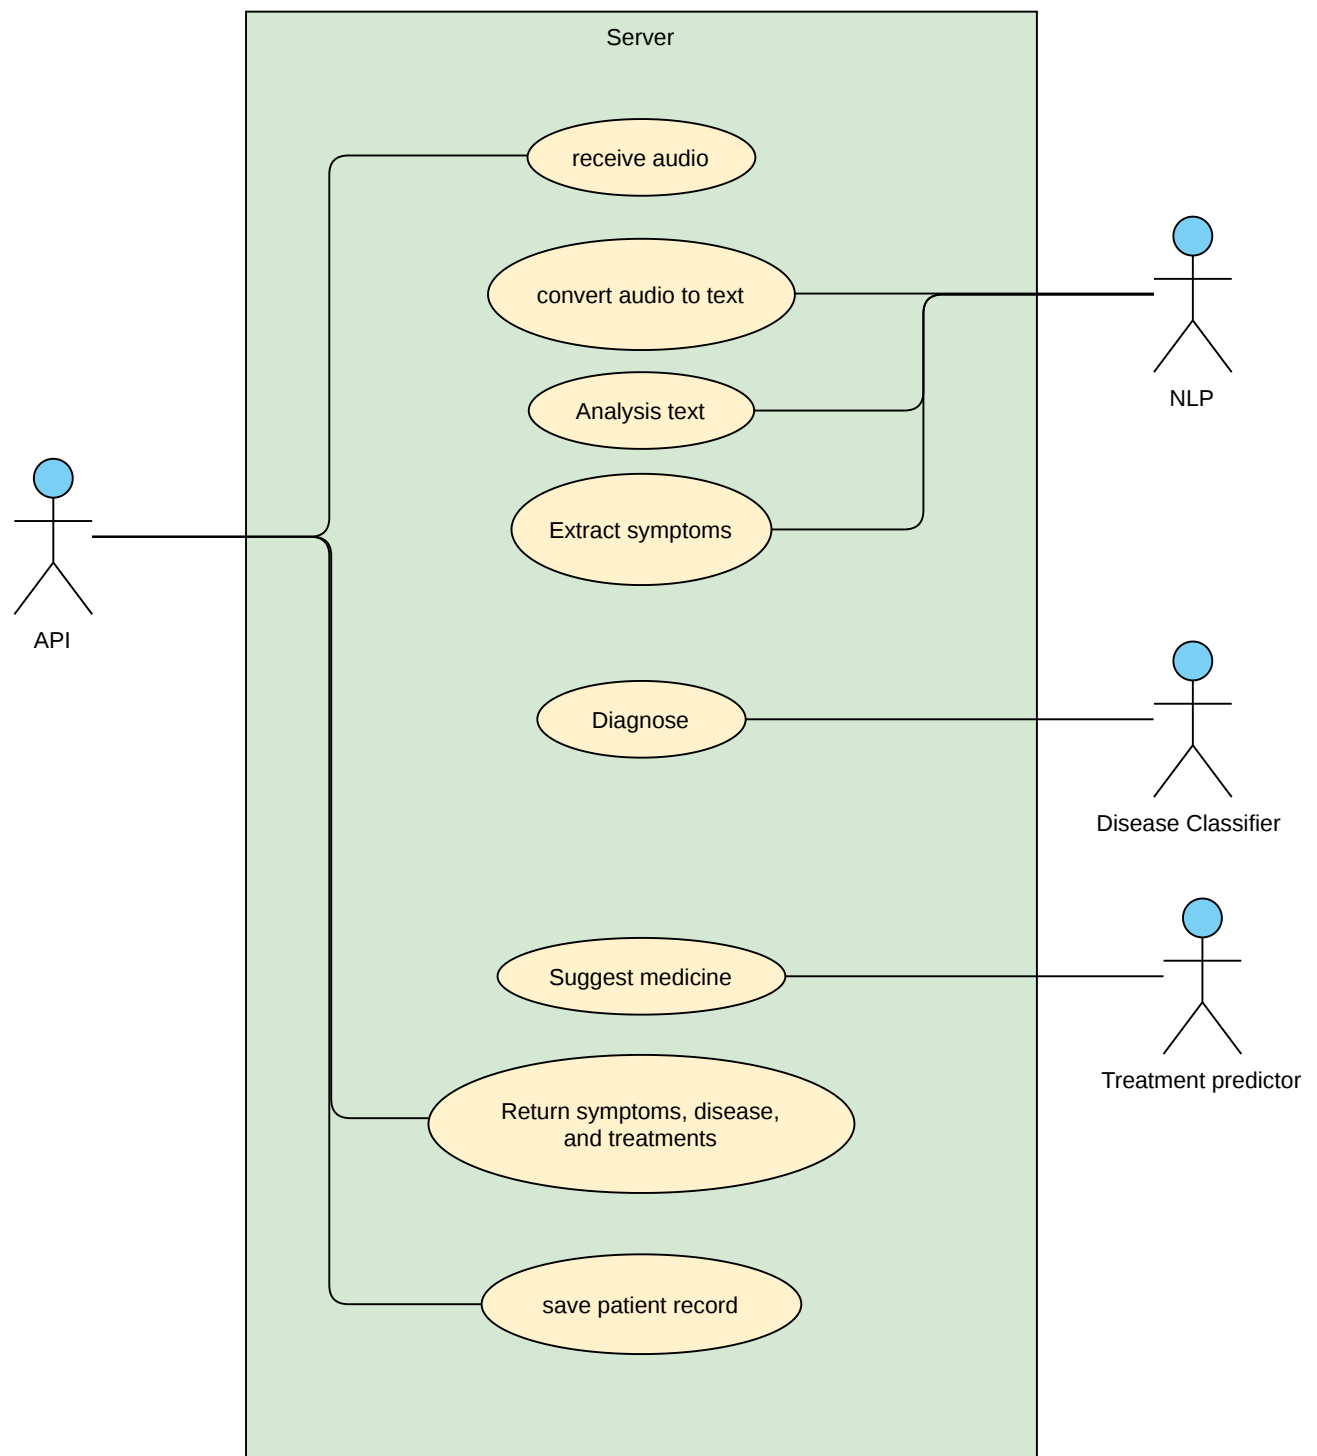 Server
receive audio
convert audio to text
NLP
Analysis text
Extract symptoms
API
Diagnose
Disease Classifier
Suggest medicine
Treatment predictor
Return symptoms, disease,
and treatments
save patient record